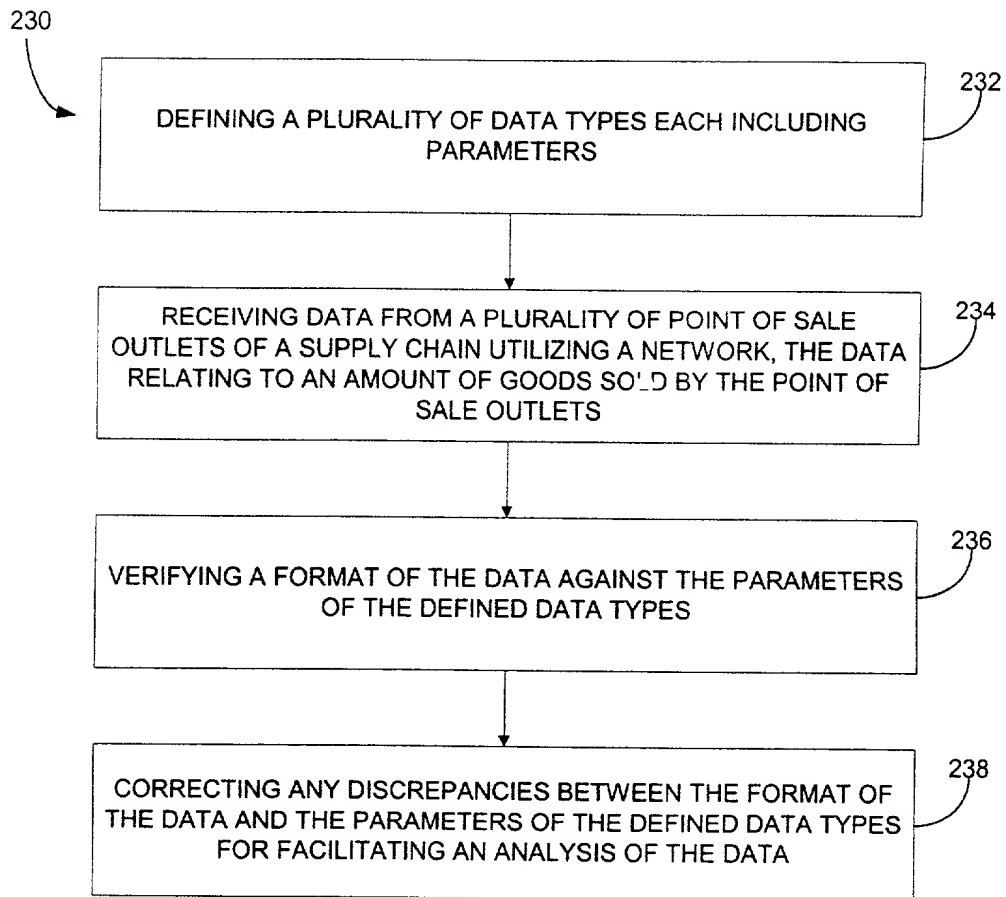 230
232
DEFINING A PLURALITY OF DATA TYPES EACH INCLUDING
PARAMETERS
234
RECEIVING DATA FROM A PLURALITY OF POINT OF SALE
OUTLETS OF A SUPPLY CHAIN UTILIZING A NETWORK, THE DATA
RELATING TO AN AMOUNT OF GOODS SOLD BY THE POINT OF
SALE OUTLETS
236
VERIFYING A FORMAT OF THE DATA AGAINST THE PARAMETERS
OF THE DEFINED DATA TYPES
238
CORRECTING ANY DISCREPANCIES BETWEEN THE FORMAT OF
THE DATA AND THE PARAMETERS OF THE DEFINED DATA TYPES
FOR FACILITATING AN ANALYSIS OF THE DATA